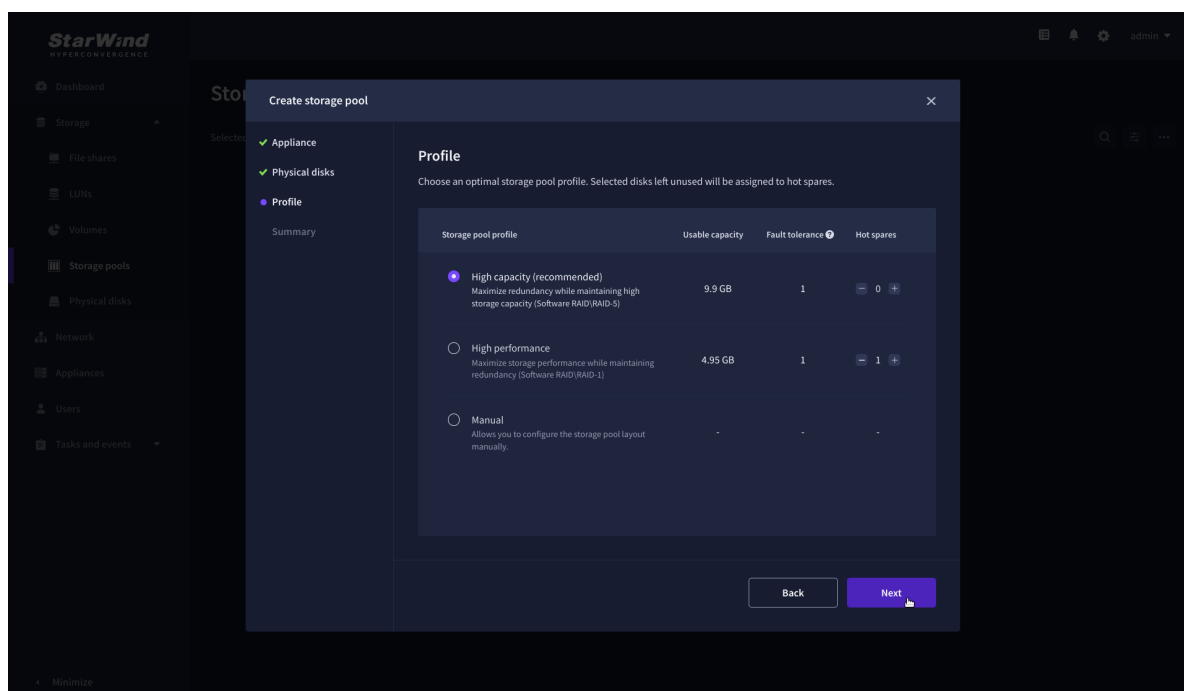 StarWind
HYPERCONVERGENCE
admin
Dashboard
Storage
File shares
LUNs
Volumes
Storage pools
Physical disks
Network
Appliances
Users
Tasks and events
Minimize
Stor
Selected
Create storage pool
Appliance
Physical disks
Profile
Summary
Profile
Choose an optimal storage pool profile. Selected disks left unused will be assigned to hot spares.
Storage pool profile Usable capacity Fault tolerance ? Hot spares
High capacity (recommended)
Maximize redundancy while maintaining high
storage capacity (Software RAID\RAID-5)
9.9 GB 1 − 0 +
High performance
Maximize storage performance while maintaining
redundancy (Software RAID\RAID-1)
4.95 GB 1 − 1 +
Manual
Allows you to configure the storage pool layout
manually.
- - -
Back
Next